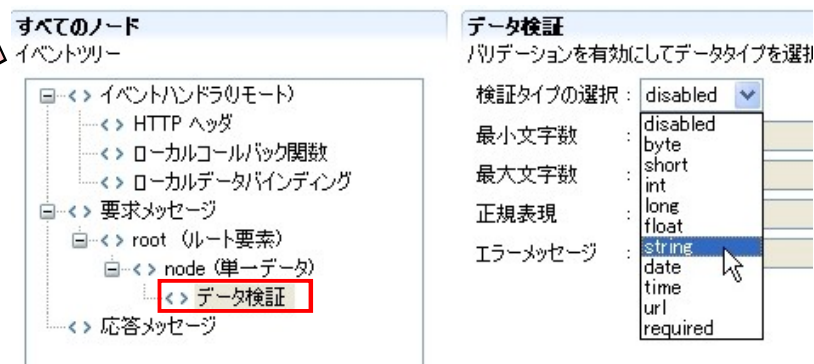 すべてのノード
イベントツリー
イベントハンドラ(リモート)
HTTP ヘッダ
ローカルコールバック関数
ローカルデータバインディング
要求メッセージ
root (ルート要素)
node (単一データ)
データ検証
応答メッセージ
データ検証
バリデーションを有効にしてデータタイプを選択
検証タイプの選択 : disabled
最小文字数 :
最大文字数 :
正規表現 :
エラーメッセージ :
disabled
byte
short
int
long
float
string
date
time
url
required